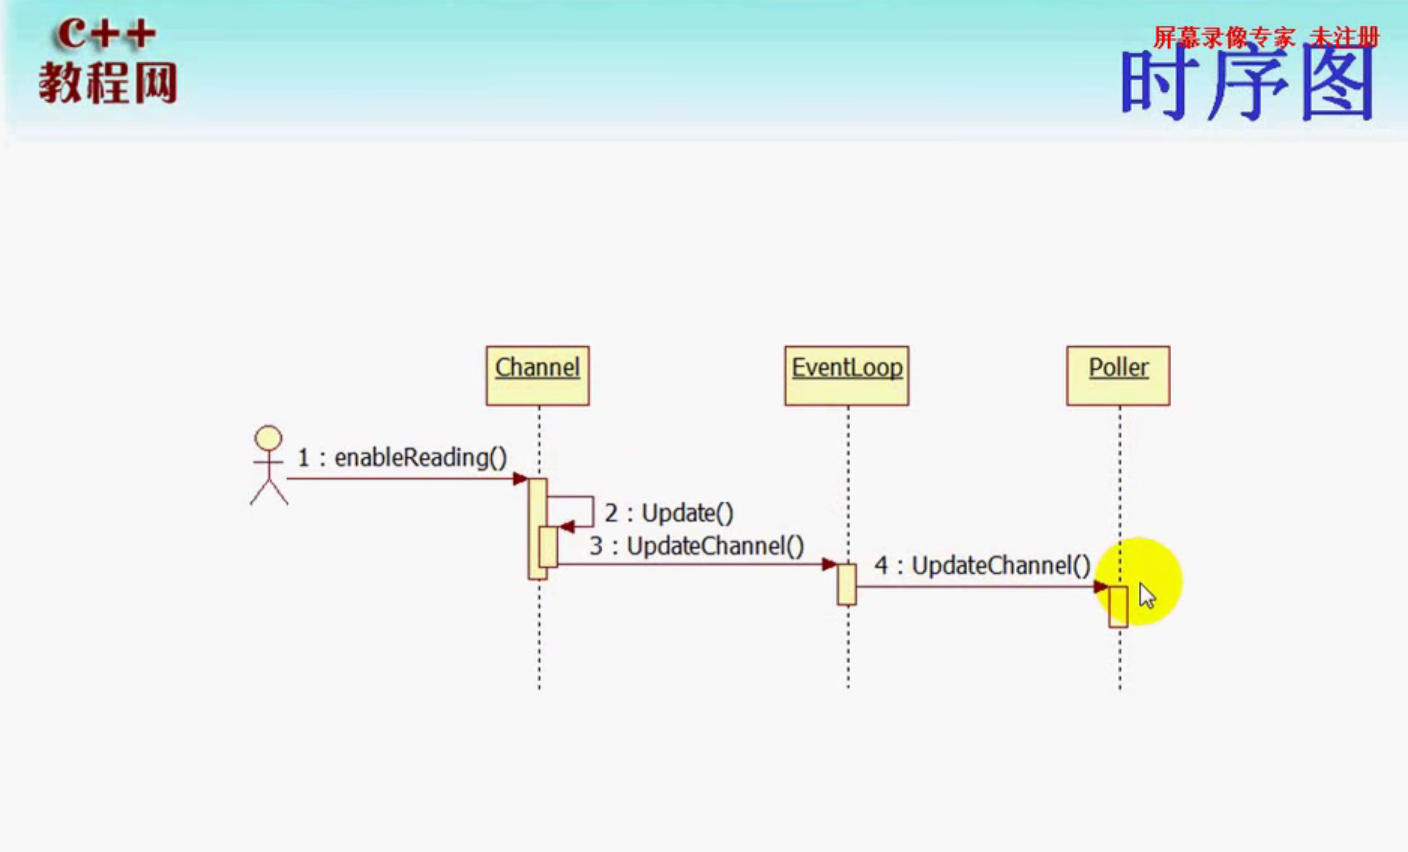 C++
教程网
屏幕录像专家 未注册
时序图
Channel
EventLoop
Poller
1 : enableReading()
2 : Update()
3 : UpdateChannel()
4 : UpdateChannel()